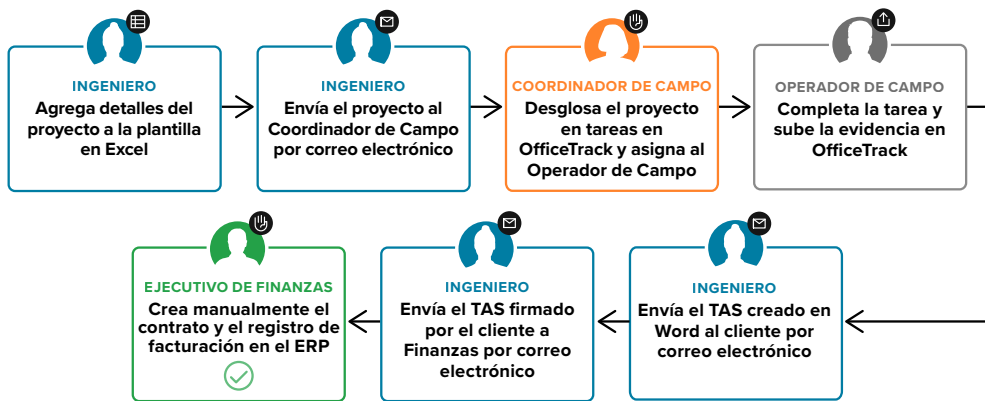 INGENIERO
Agrega detalles del
proyecto a la plantilla
en Excel
INGENIERO
Envía el proyecto al
Coordinador de Campo
por correo electrónico
COORDINADOR DE CAMPO
Desglosa el proyecto
en tareas en
OfficeTrack y asigna al
Operador de Campo
OPERADOR DE CAMPO
Completa la tarea y
sube la evidencia en
OfficeTrack
INGENIERO
Envía el TAS creado en
Word al cliente por
correo electrónico
INGENIERO
Envía el TAS firmado
por el cliente a
Finanzas por correo
electrónico
EJECUTIVO DE FINANZAS
Crea manualmente el
contrato y el registro de
facturación en el ERP